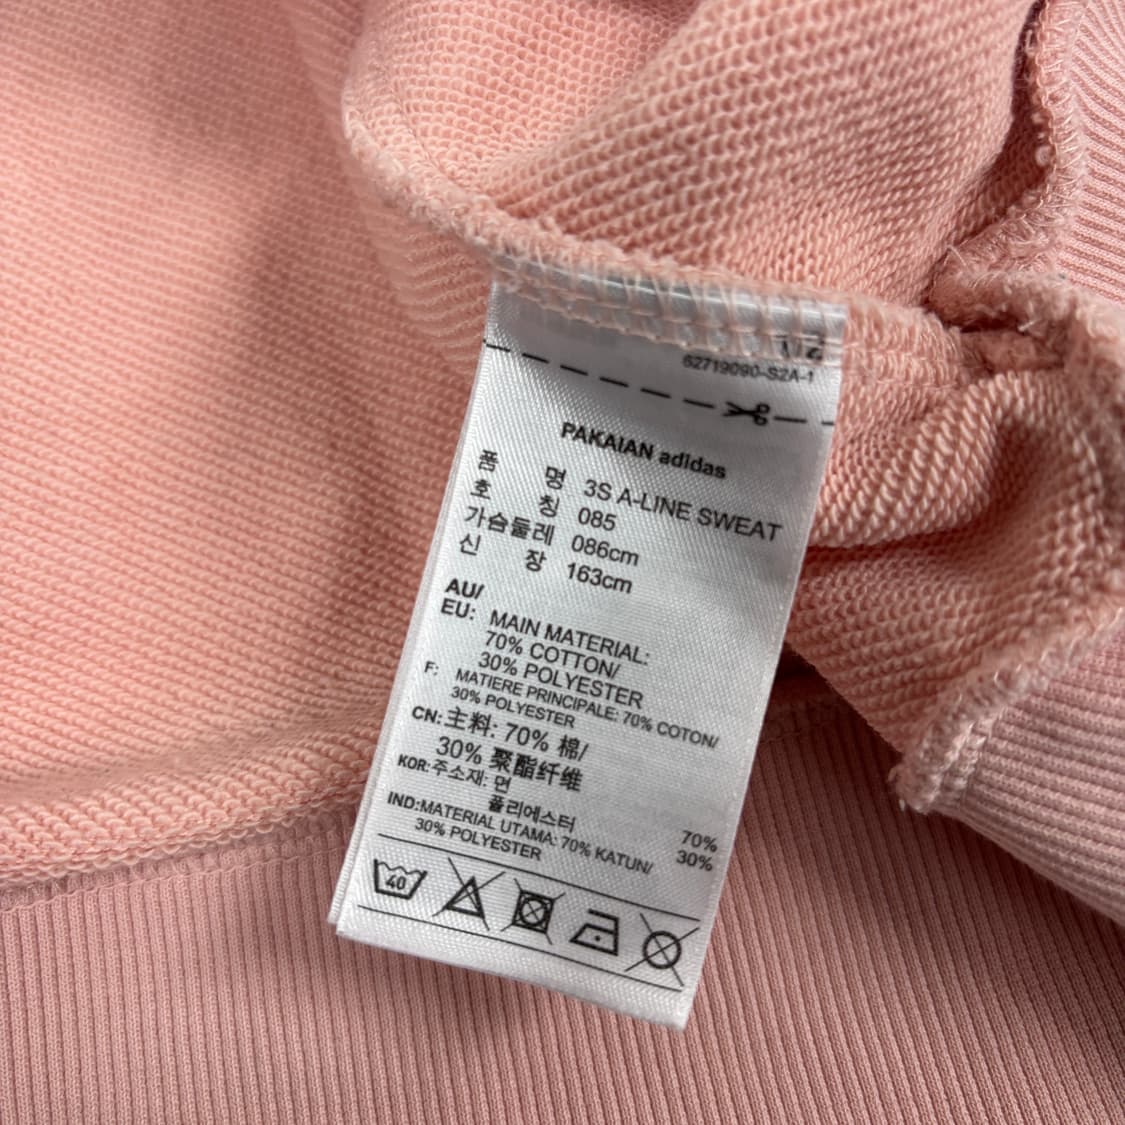 62719090-S2A-1
PAKAIAN adidas
품 명 3S A-LINE SWEAT
호 칭 085
가슴둘레 086cm
신 장 163cm
AU/
EU: MAIN MATERIAL:
70% COTTON/
30% POLYESTER
F: MATIERE PRINCIPALE: 70% COTON/
30% POLYESTER
CN: 主料: 70% 棉/
30% 聚酯纤维
KOR: 주소재: 면 70%
폴리에스터 30%
IND: MATERIAL UTAMA: 70% KATUN/
30% POLYESTER
40